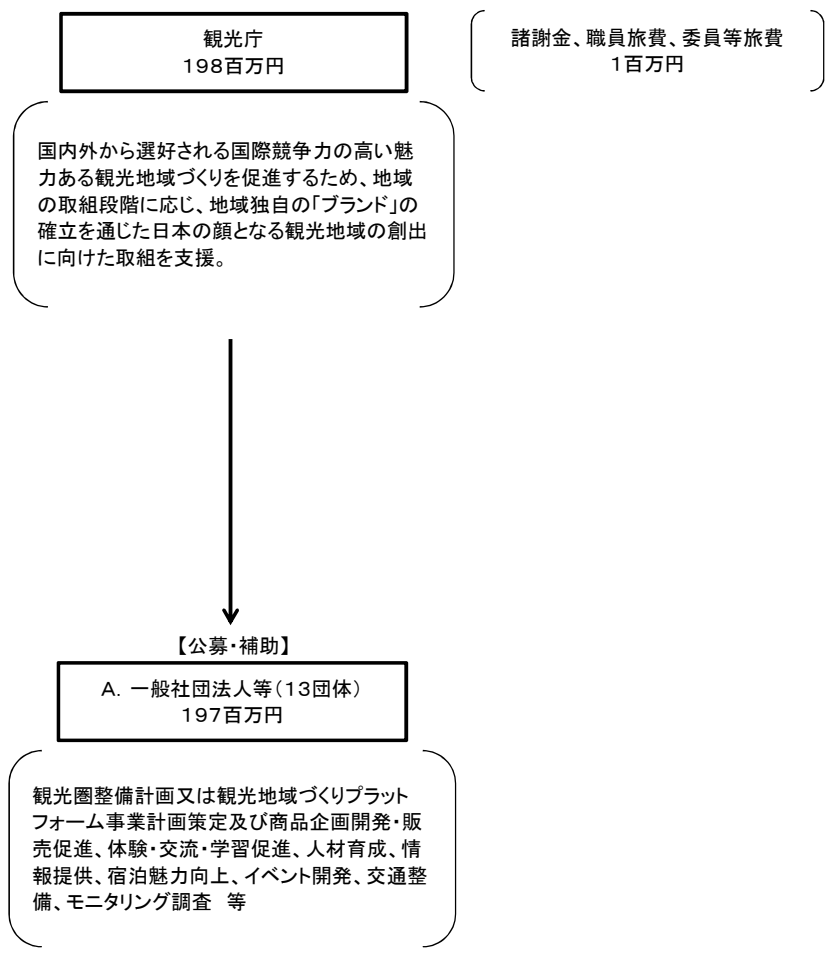 観光庁
198百万円
諸謝金、職員旅費、委員等旅費
1百万円
国内外から選好される国際競争力の高い魅
力ある観光地域づくりを促進するため、地域
の取組段階に応じ、地域独自の「ブランド」の
確立を通じた日本の顔となる観光地域の創出
に向けた取組を支援。
【公募・補助】
A．一般社団法人等（13団体）
197百万円
観光圏整備計画又は観光地域づくりプラット
フォーム事業計画策定及び商品企画開発・販
売促進、体験・交流・学習促進、人材育成、情
報提供、宿泊魅力向上、イベント開発、交通整
備、モニタリング調査　等